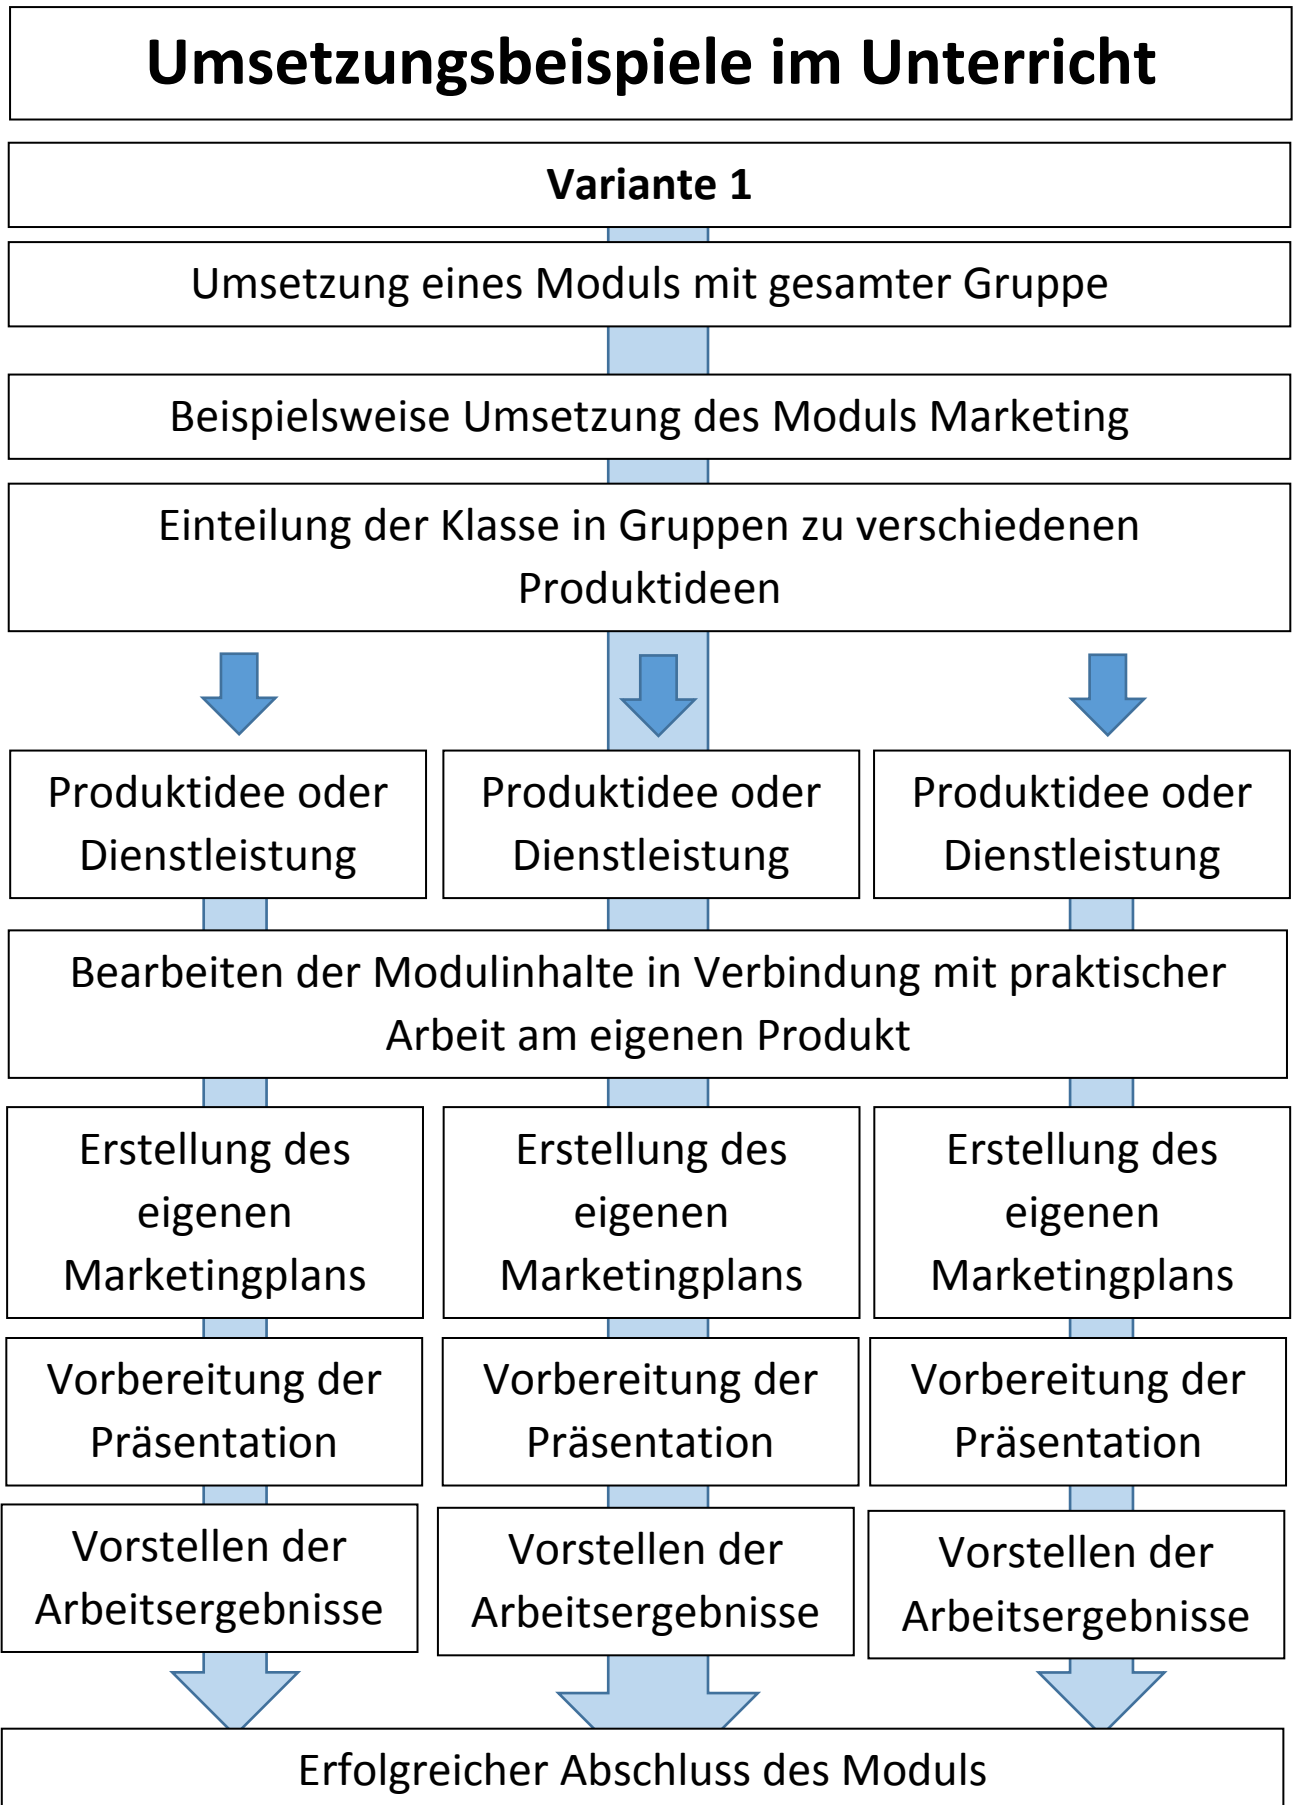 Umsetzungsbeispiele im Unterricht
Variante 1
Umsetzung eines Moduls mit gesamter Gruppe
Beispielsweise Umsetzung des Moduls Marketing
Einteilung der Klasse in Gruppen zu verschiedenen
Produktideen
Produktidee oder
Dienstleistung
Produktidee oder
Dienstleistung
Produktidee oder
Dienstleistung
Bearbeiten der Modulinhalte in Verbindung mit praktischer
Arbeit am eigenen Produkt
Erstellung des
eigenen
Marketingplans
Erstellung des
eigenen
Marketingplans
Erstellung des
eigenen
Marketingplans
Vorbereitung der
Präsentation
Vorbereitung der
Präsentation
Vorbereitung der
Präsentation
Vorstellen der
Arbeitsergebnisse
Vorstellen der
Arbeitsergebnisse
Vorstellen der
Arbeitsergebnisse
Erfolgreicher Abschluss des Moduls